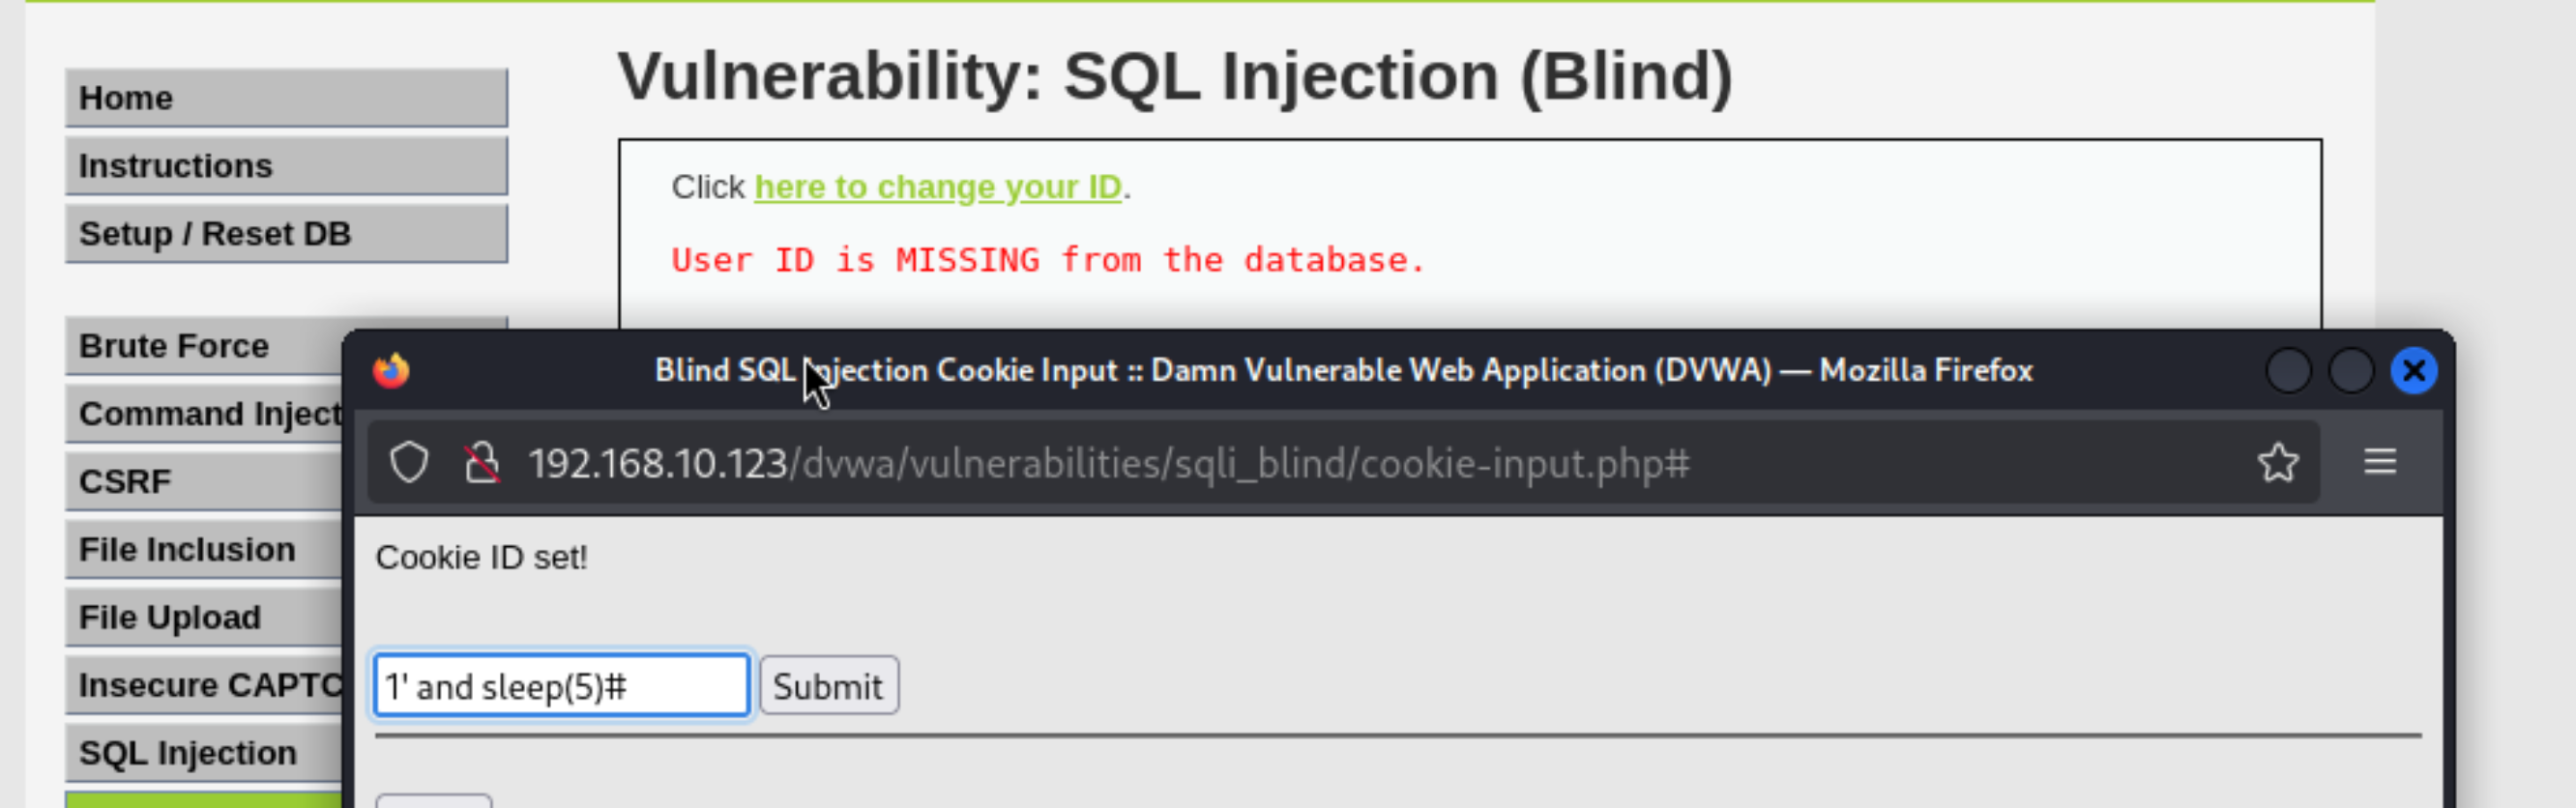 Vulnerability: SQL Injection (Blind)
Home
Instructions
Setup / Reset DB
Click here to change your ID.
User ID is MISSING from the database.
Brute Force
Command Inject
CSRF
File Inclusion
File Upload
Insecure CAPTC
SQL Injection
Blind SQL Injection Cookie Input :: Damn Vulnerable Web Application (DVWA) — Mozilla Firefox
192.168.10.123/dvwa/vulnerabilities/sqli_blind/cookie-input.php#
Cookie ID set!
1' and sleep(5)# Submit